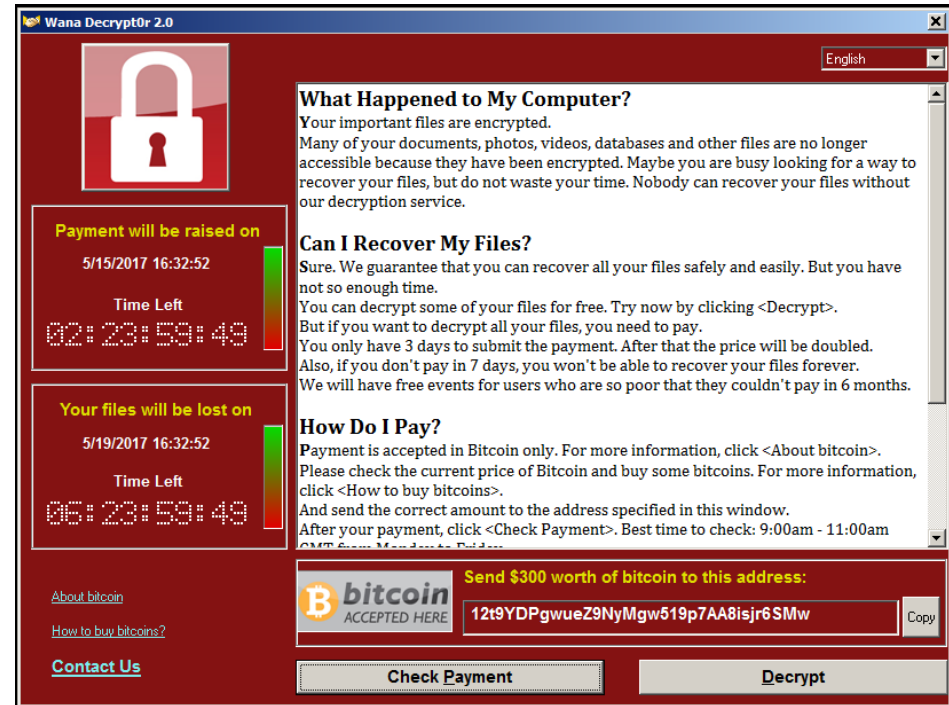 Wana Decrypt0r 2.0
English
What Happened to My Computer?
Your important files are encrypted.
Many of your documents, photos, videos, databases and other files are no longer
accessible because they have been encrypted. Maybe you are busy looking for a way to
recover your files, but do not waste your time. Nobody can recover your files without
our decryption service.
Can I Recover My Files?
Sure. We guarantee that you can recover all your files safely and easily. But you have
not so enough time.
You can decrypt some of your files for free. Try now by clicking <Decrypt>.
But if you want to decrypt all your files, you need to pay.
You only have 3 days to submit the payment. After that the price will be doubled.
Also, if you don't pay in 7 days, you won't be able to recover your files forever.
We will have free events for users who are so poor that they couldn't pay in 6 months.
How Do I Pay?
Payment is accepted in Bitcoin only. For more information, click <About bitcoin>.
Please check the current price of Bitcoin and buy some bitcoins. For more information,
click <How to buy bitcoins>.
And send the correct amount to the address specified in this window.
After your payment, click <Check Payment>. Best time to check: 9:00am - 11:00am
GMT from Monday to Friday
Payment will be raised on
5/15/2017 16:32:52
Time Left
02:23:59:49
Your files will be lost on
5/19/2017 16:32:52
Time Left
06:23:59:49
About bitcoin
How to buy bitcoins?
Contact Us
bitcoin
ACCEPTED HERE
Send $300 worth of bitcoin to this address:
12t9YDPgwueZ9NyMgw519p7AA8isjr6SMw
Copy
Check Payment
Decrypt